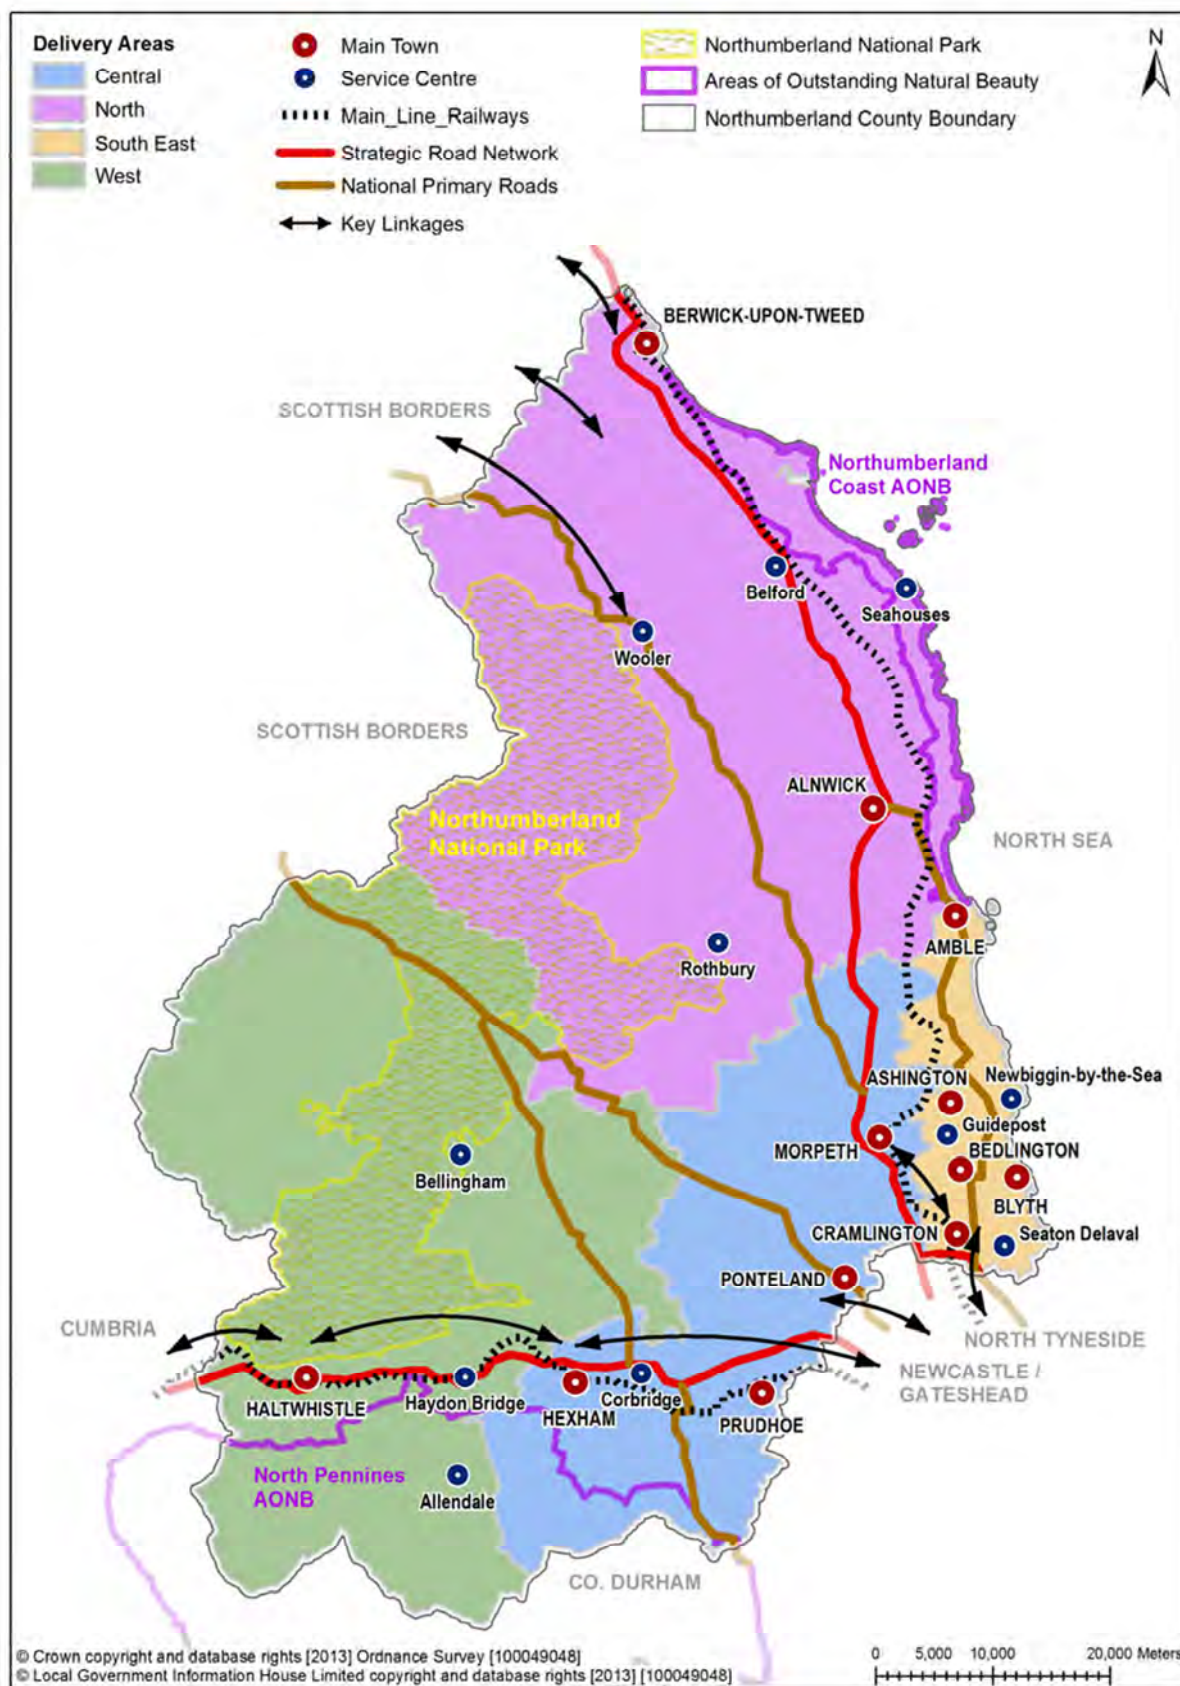 Delivery Areas
Central
North
South East
West
Main Town
Service Centre
Main_Line_Railways
Strategic Road Network
National Primary Roads
Key Linkages
Northumberland National Park
Areas of Outstanding Natural Beauty
Northumberland County Boundary
N
BERWICK-UPON-TWEED
SCOTTISH BORDERS
Northumberland
Coast AONB
Belford
Seahouses
Wooler
SCOTTISH BORDERS
ALNWICK
Northumberland
National Park
NORTH SEA
AMBLE
Rothbury
ASHINGTON
Newbiggin-by-the-Sea
Guidepost
MORPETH
BEDLINGTON
Bellingham
BLYTH
CRAMLINGTON
Seaton Delaval
PONTELAND
CUMBRIA
NORTH TYNESIDE
NEWCASTLE /
GATESHEAD
HALTWHISTLE
Haydon Bridge
HEXHAM
Corbridge
PRUDHOE
North Pennines
AONB
Allendale
CO. DURHAM
© Crown copyright and database rights [2013] Ordnance Survey [100049048]
© Local Government Information House Limited copyright and database rights [2013] [100049048]
0 5,000 10,000 20,000 Meters